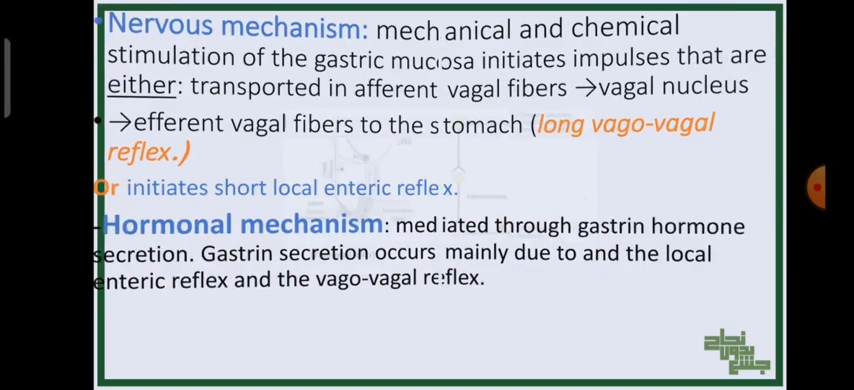 • Nervous mechanism: mechanical and chemical
stimulation of the gastric mucosa initiates impulses that are
either: transported in afferent vagal fibers →vagal nucleus
• →efferent vagal fibers to the stomach (long vago-vagal
reflex.)
Or initiates short local enteric reflex.
-Hormonal mechanism: mediated through gastrin hormone
secretion. Gastrin secretion occurs mainly due to and the local
enteric reflex and the vago-vagal reflex.
نجاح
بدون